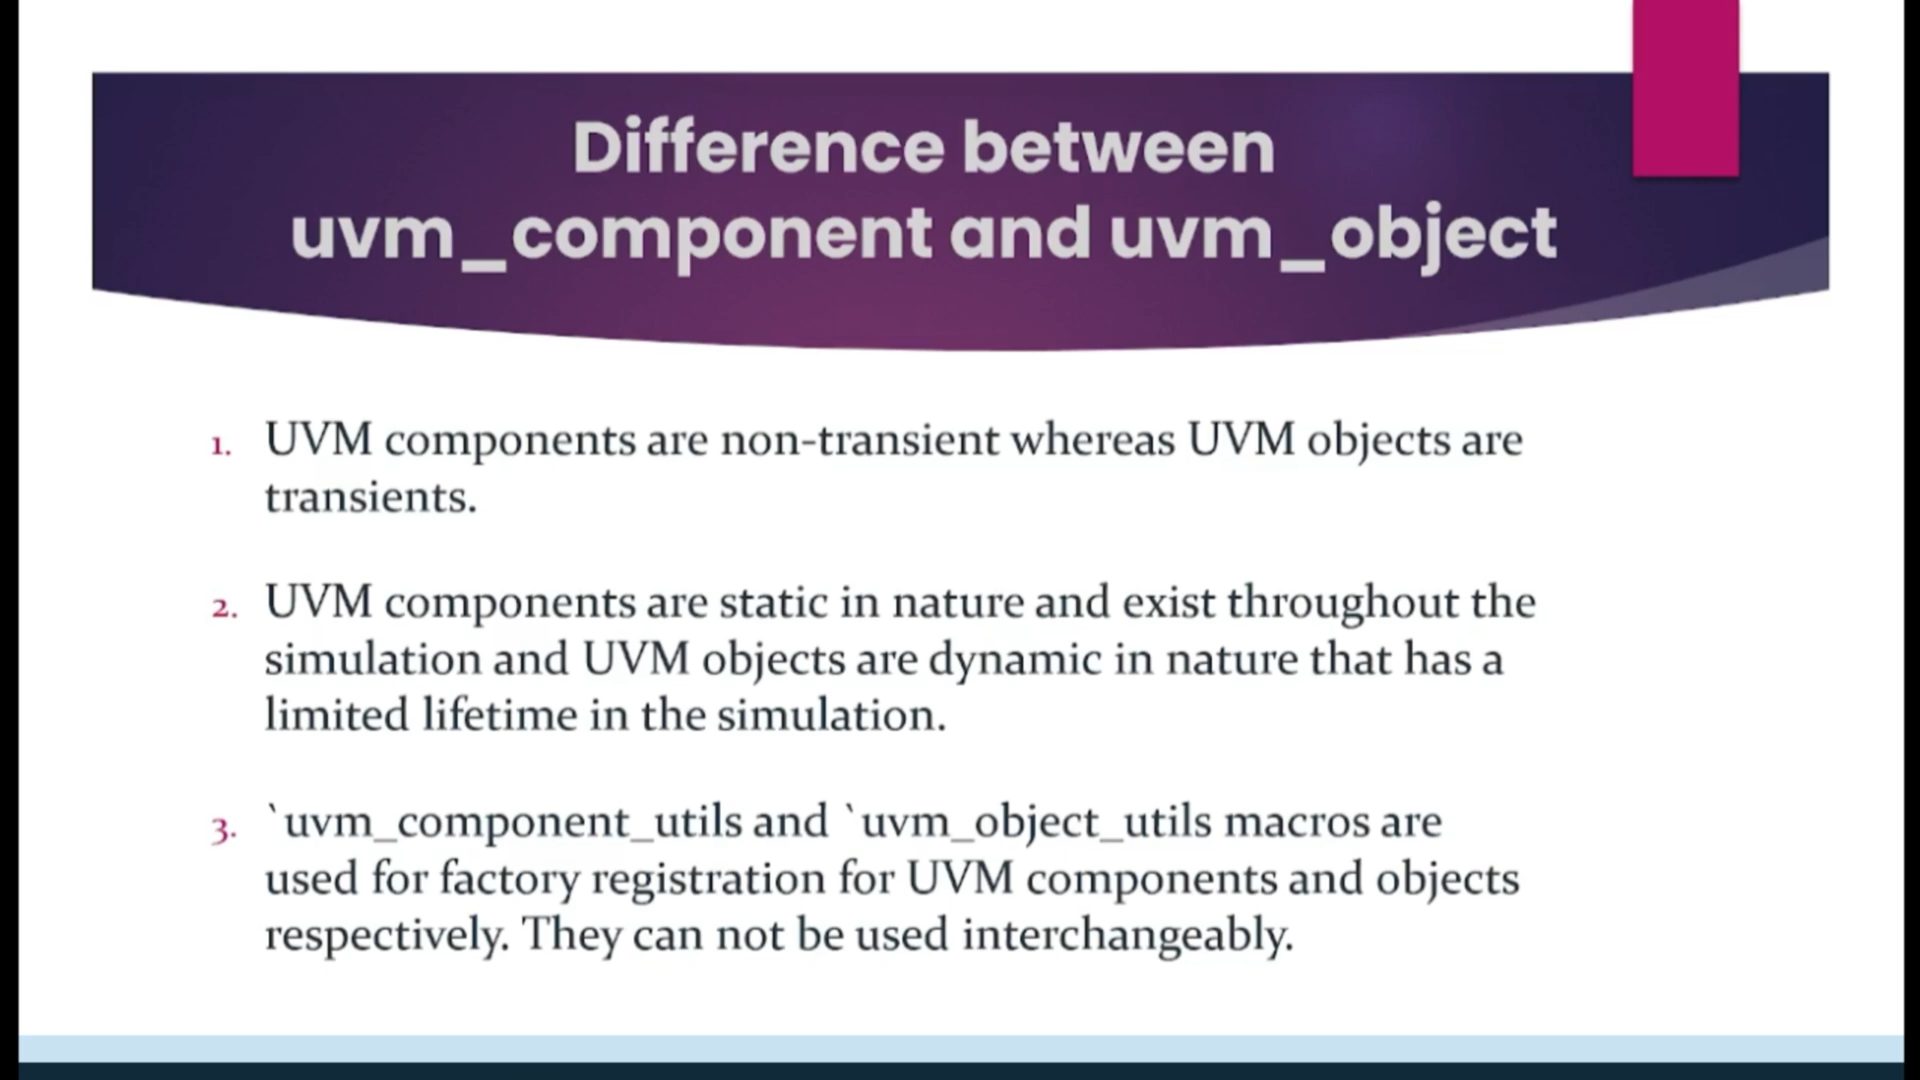 Difference between
uvm_component and uvm_object
1. UVM components are non-transient whereas UVM objects are
transients.
2. UVM components are static in nature and exist throughout the
simulation and UVM objects are dynamic in nature that has a
limited lifetime in the simulation.
3. `uvm_component_utils and `uvm_object_utils macros are
used for factory registration for UVM components and objects
respectively. They can not be used interchangeably.